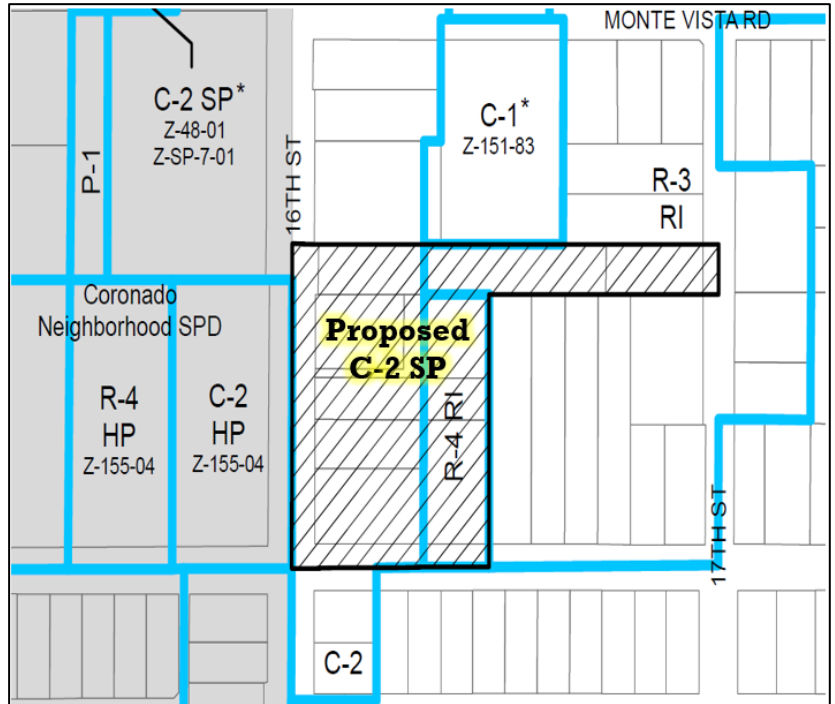 MONTE VISTA RD
C-2 SP*
Z-48-01
Z-SP-7-01
P-1
16TH ST
C-1*
Z-151-83
R-3
RI
Coronado
Neighborhood SPD
Proposed
C-2 SP
R-4
HP
Z-155-04
C-2
HP
Z-155-04
R-4 RI
17TH ST
C-2